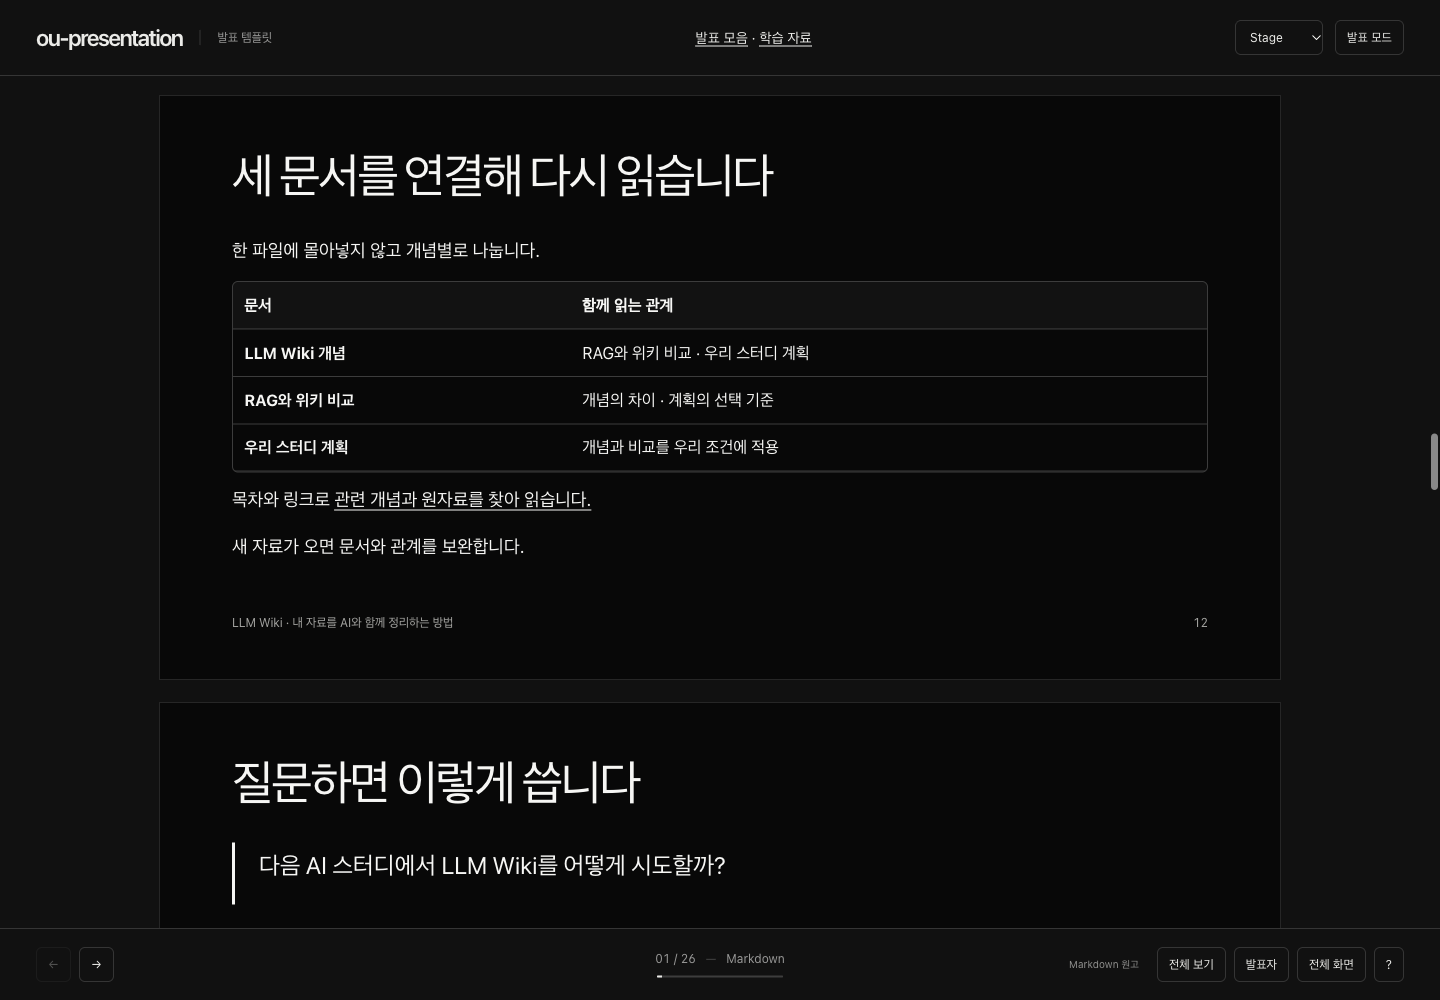 ou-presentation | 발표 템플릿
발표 모음 · 학습 자료
Stage
발표 모드
세 문서를 연결해 다시 읽습니다
한 파일에 몰아넣지 않고 개념별로 나눕니다.
문서 함께 읽는 관계
LLM Wiki 개념 RAG와 위키 비교 · 우리 스터디 계획
RAG와 위키 비교 개념의 차이 · 계획의 선택 기준
우리 스터디 계획 개념과 비교를 우리 조건에 적용
목차와 링크로 관련 개념과 원자료를 찾아 읽습니다.
새 자료가 오면 문서와 관계를 보완합니다.
LLM Wiki · 내 자료를 AI와 함께 정리하는 방법 12
질문하면 이렇게 씁니다
다음 AI 스터디에서 LLM Wiki를 어떻게 시도할까?
← →
01 / 26 — Markdown
Markdown 원고
전체 보기
발표자
전체 화면
?